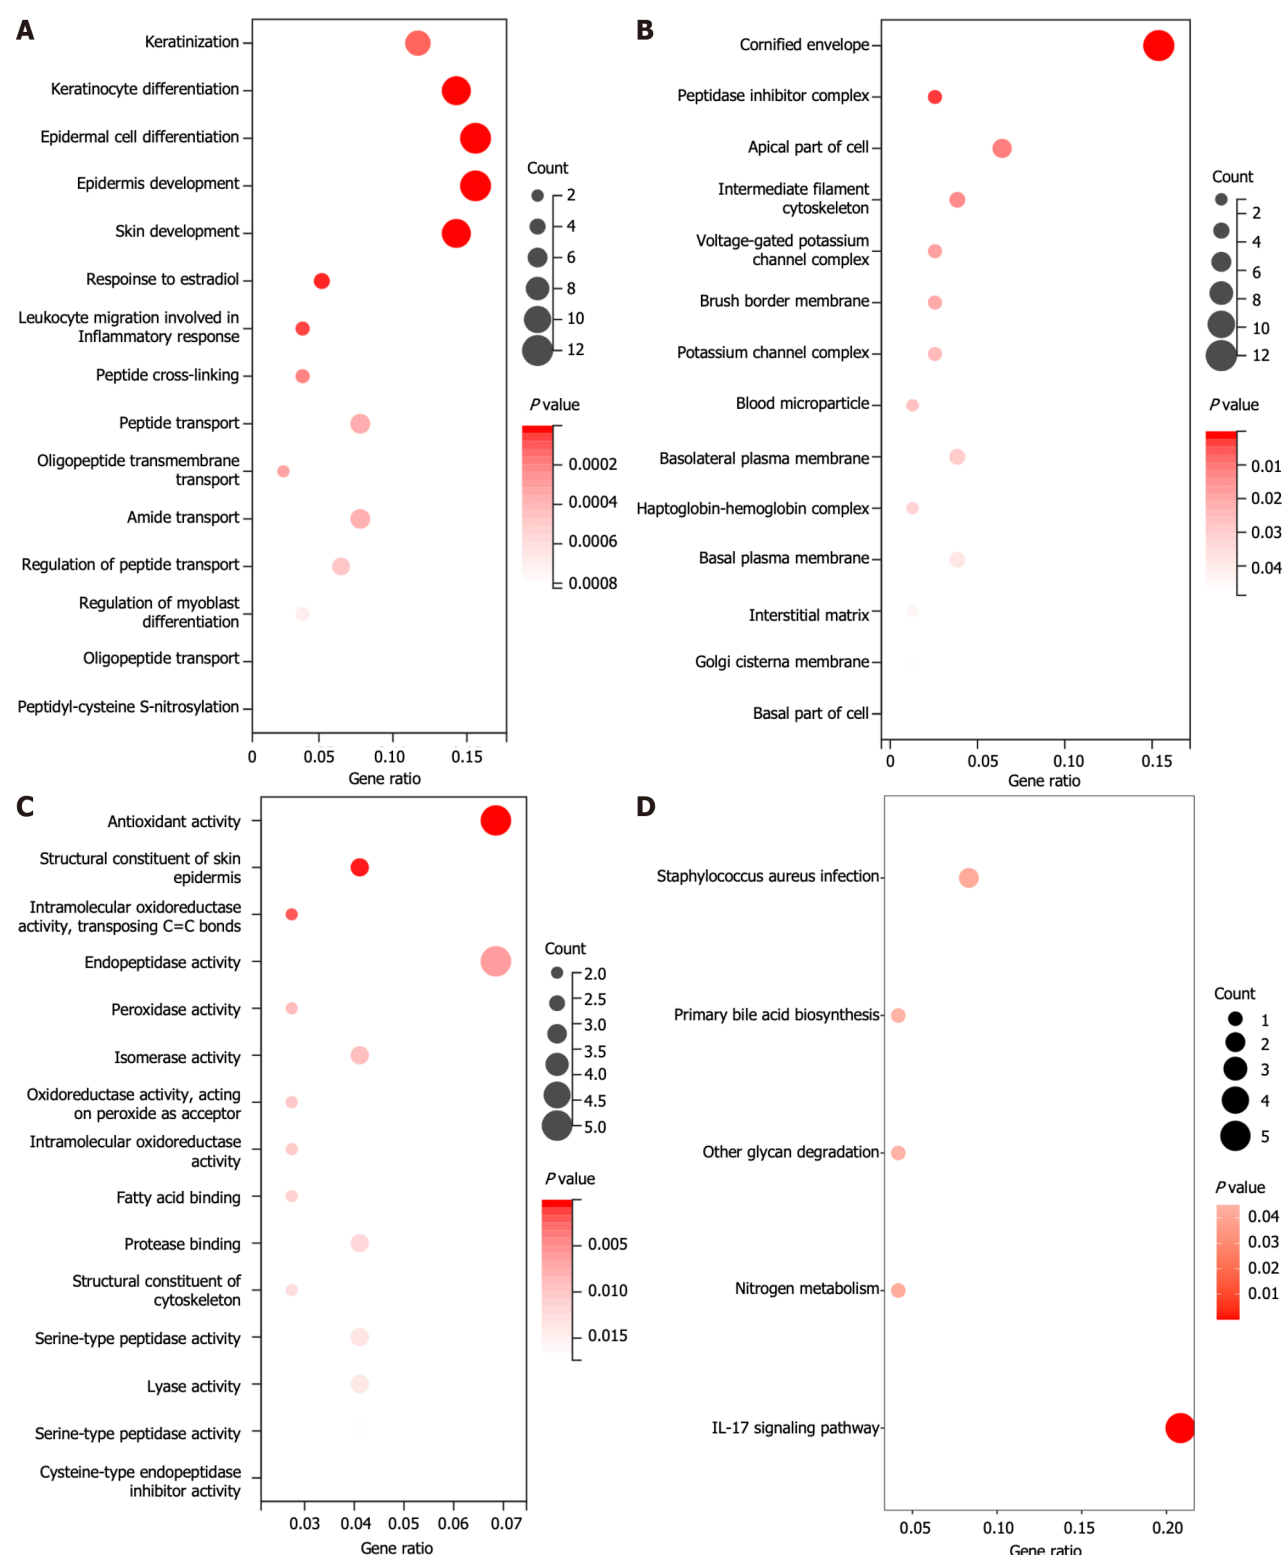 A
Keratinization
Keratinocyte differentiation
Epidermal cell differentiation
Epidermis development
Skin development
Respoinse to estradiol
Leukocyte migration involved in
Inflammatory response
Peptide cross-linking
Peptide transport
Oligopeptide transmembrane
transport
Amide transport
Regulation of peptide transport
Regulation of myoblast
differentiation
Oligopeptide transport
Peptidyl-cysteine S-nitrosylation
0 0.05 0.10 0.15
Gene ratio
Count
2
4
6
8
10
12
P value
0.0002
0.0004
0.0006
0.0008
B
Cornified envelope
Peptidase inhibitor complex
Apical part of cell
Intermediate filament
cytoskeleton
Voltage-gated potassium
channel complex
Brush border membrane
Potassium channel complex
Blood microparticle
Basolateral plasma membrane
Haptoglobin-hemoglobin complex
Basal plasma membrane
Interstitial matrix
Golgi cisterna membrane
Basal part of cell
0 0.05 0.10 0.15
Gene ratio
Count
2
4
6
8
10
12
P value
0.01
0.02
0.03
0.04
C
Antioxidant activity
Structural constituent of skin
epidermis
Intramolecular oxidoreductase
activity, transposing C=C bonds
Endopeptidase activity
Peroxidase activity
Isomerase activity
Oxidoreductase activity, acting
on peroxide as acceptor
Intramolecular oxidoreductase
activity
Fatty acid binding
Protease binding
Structural constituent of
cytoskeleton
Serine-type peptidase activity
Lyase activity
Serine-type peptidase activity
Cysteine-type endopeptidase
inhibitor activity
0.03 0.04 0.05 0.06 0.07
Gene ratio
Count
2.0
2.5
3.0
3.5
4.0
4.5
5.0
P value
0.005
0.010
0.015
D
Staphylococcus aureus infection
Primary bile acid biosynthesis
Other glycan degradation
Nitrogen metabolism
IL-17 signaling pathway
0.05 0.10 0.15 0.20
Gene ratio
Count
1
2
3
4
5
P value
0.04
0.03
0.02
0.01